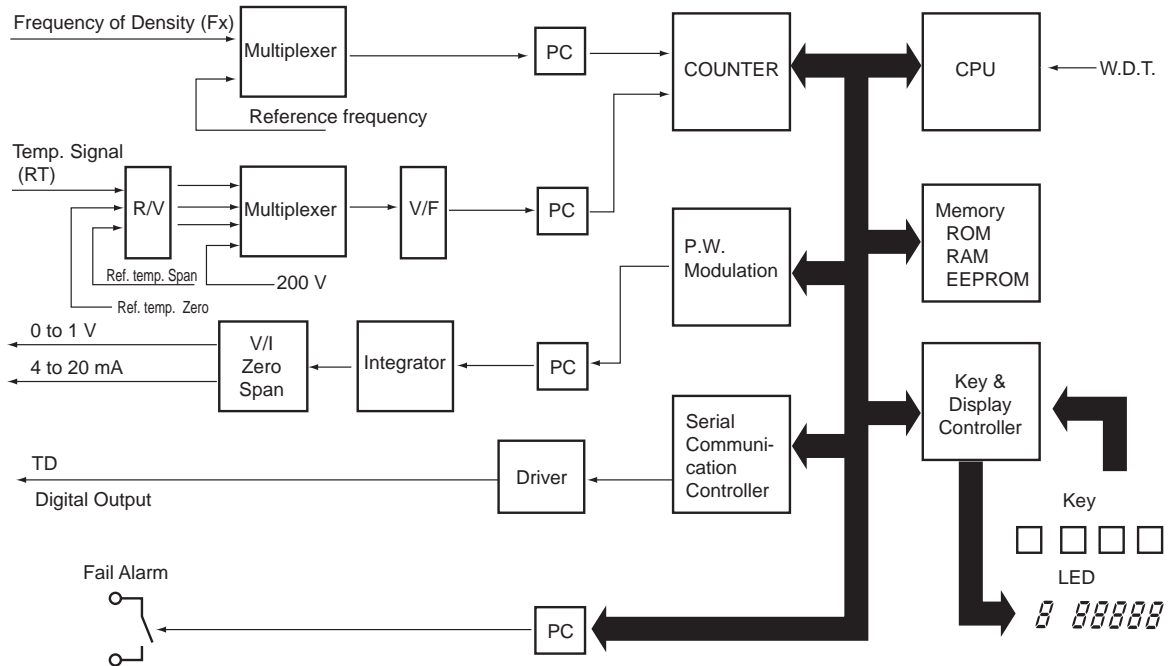 Frequency of Density (Fx)
Multiplexer
PC
COUNTER
CPU
W.D.T.
Reference frequency
Temp. Signal
(RT)
R/V
Multiplexer
V/F
PC
Ref. temp. Span
200 V
Ref. temp. Zero
P.W.
Modulation
Memory
ROM
RAM
EEPROM
0 to 1 V
4 to 20 mA
V/I
Zero
Span
Integrator
PC
Key &
Display
Controller
TD
Digital Output
Driver
Serial
Communi-
cation
Controller
Key
LED
8 88888
Fail Alarm
PC